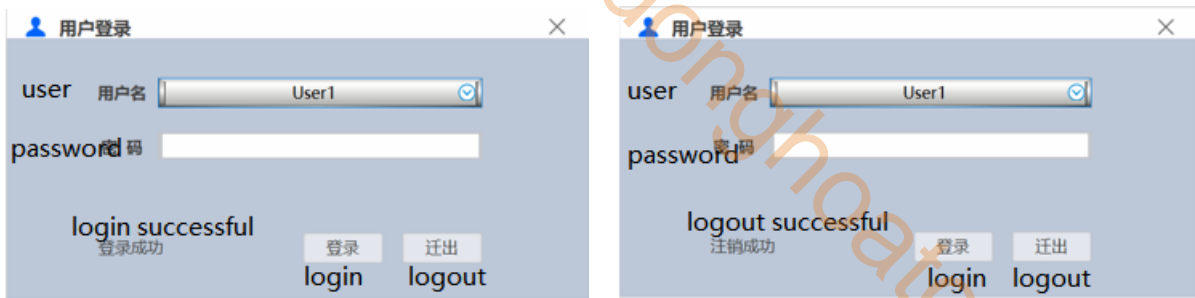 用户登录
user 用户名 User1
password 密 码
login successful
登录成功 登录 迁出
login logout
用户登录
user 用户名 User1
password 密 码
logout successful
注销成功 登录 迁出
login logout